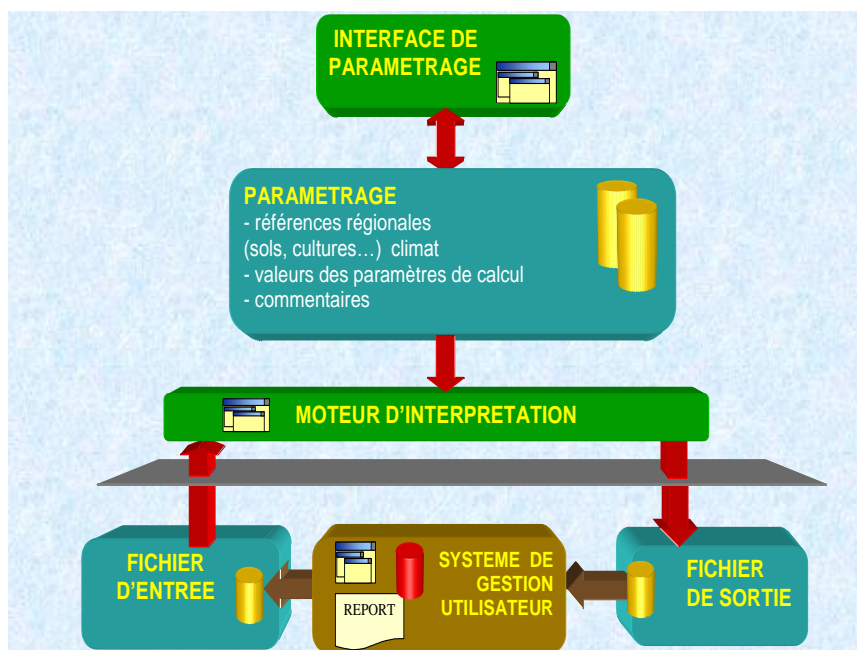 INTERFACE DE
PARAMETRAGE
PARAMETRAGE
- références régionales
(sols, cultures…) climat
- valeurs des paramètres de calcul
- commentaires
MOTEUR D'INTERPRETATION
FICHIER
D'ENTREE
SYSTEME DE
GESTION
UTILISATEUR
REPORT
FICHIER
DE SORTIE